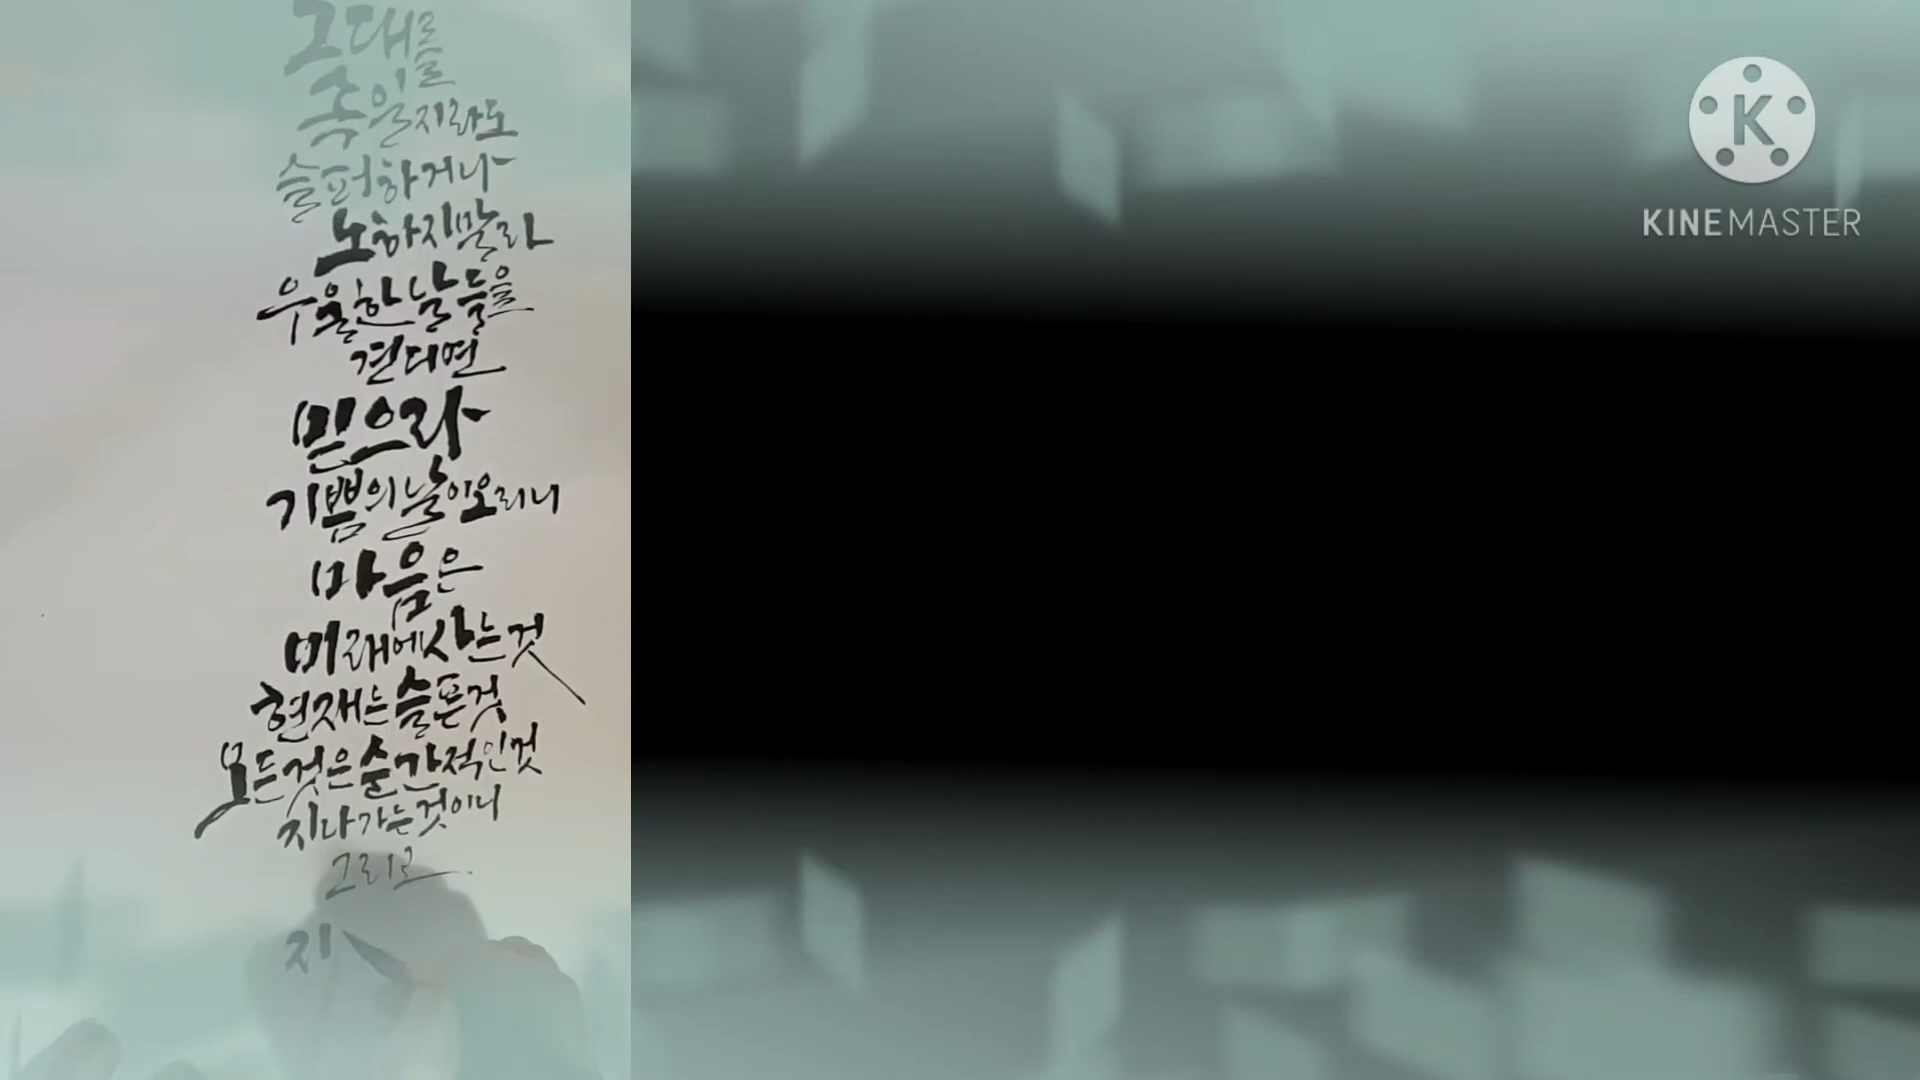 그대를
속일지라도
슬퍼하거나
노하지말라
우울한날들을
견디면
믿으라
기쁨의날이오리니
마음은
미래에사는것
현재는슬픈것
모든것은순간적인것
지나가는것이니
그리고
지
K
KINEMASTER